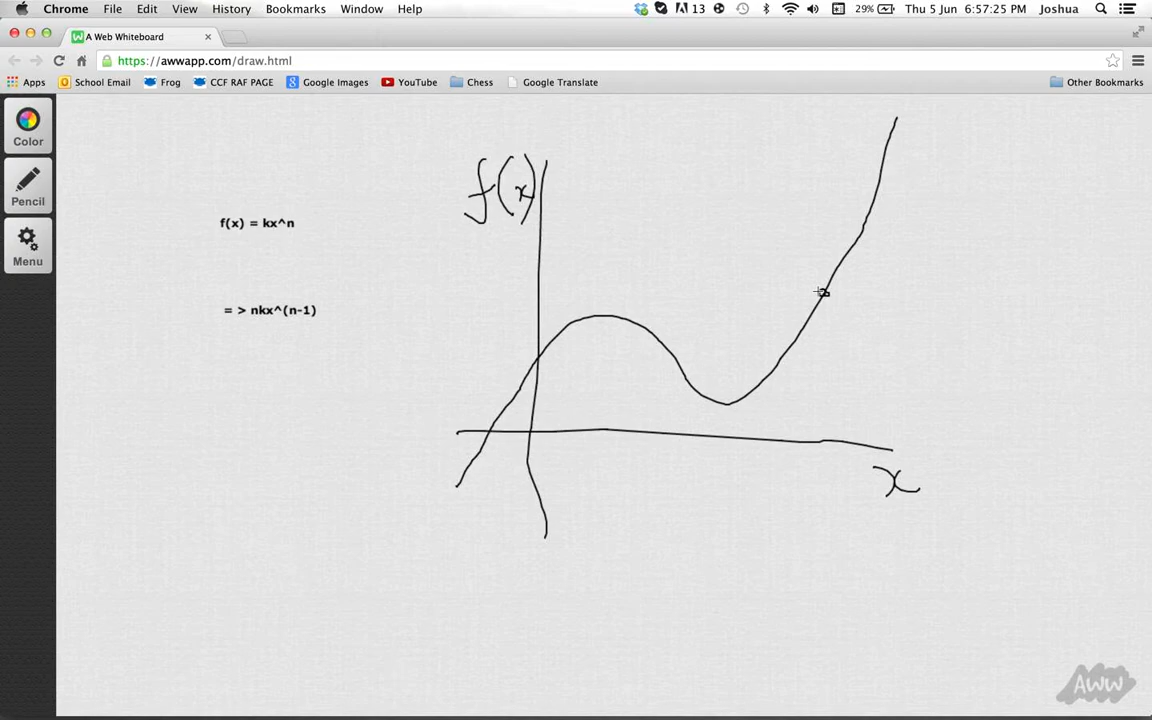 Chrome File Edit View History Bookmarks Window Help 13 29% Thu 5 Jun 6:57:25 PM Joshua
A Web Whiteboard
https://awwapp.com/draw.html
Apps School Email Frog CCF RAF PAGE Google Images YouTube Chess Google Translate Other Bookmarks
Color
Pencil
Menu
f(x)
f(x) = kx^n
= > nkx^(n-1)
x
AWW